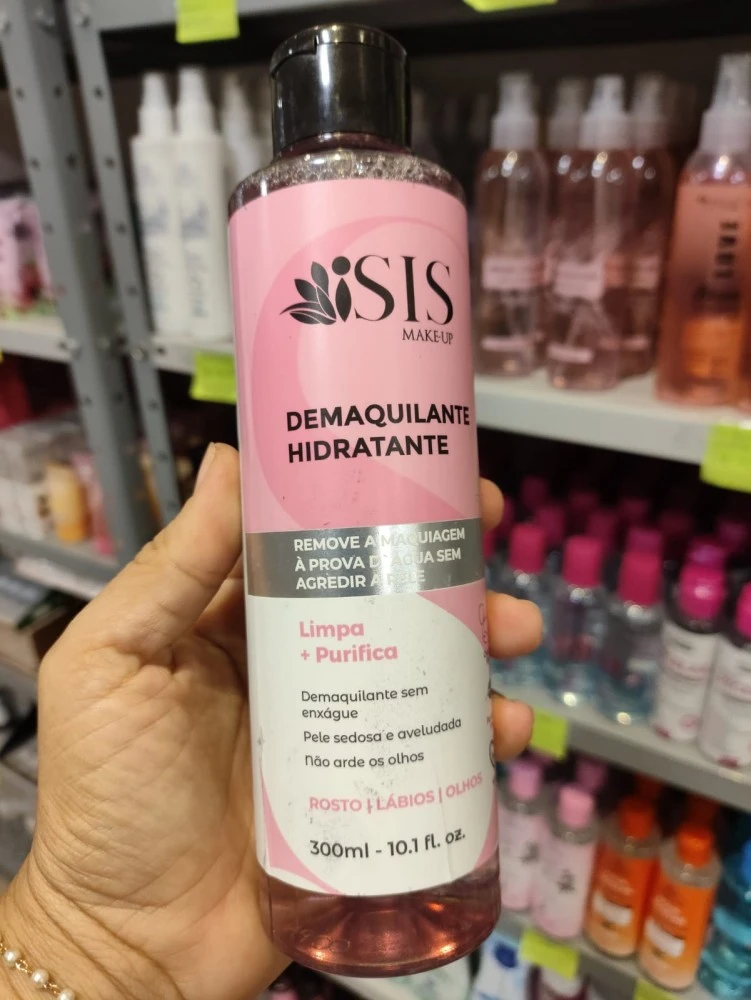 iSIS
MAKE-UP
DEMAQUILANTE
HIDRATANTE
REMOVE A MAQUIAGEM
À PROVA D'ÁGUA SEM
AGREDIR A PELE
Limpa
+ Purifica
Demaquilante sem
enxágue
Pele sedosa e aveludada
Não arde os olhos
ROSTO | LÁBIOS | OLHOS
300ml - 10.1 fl. oz.